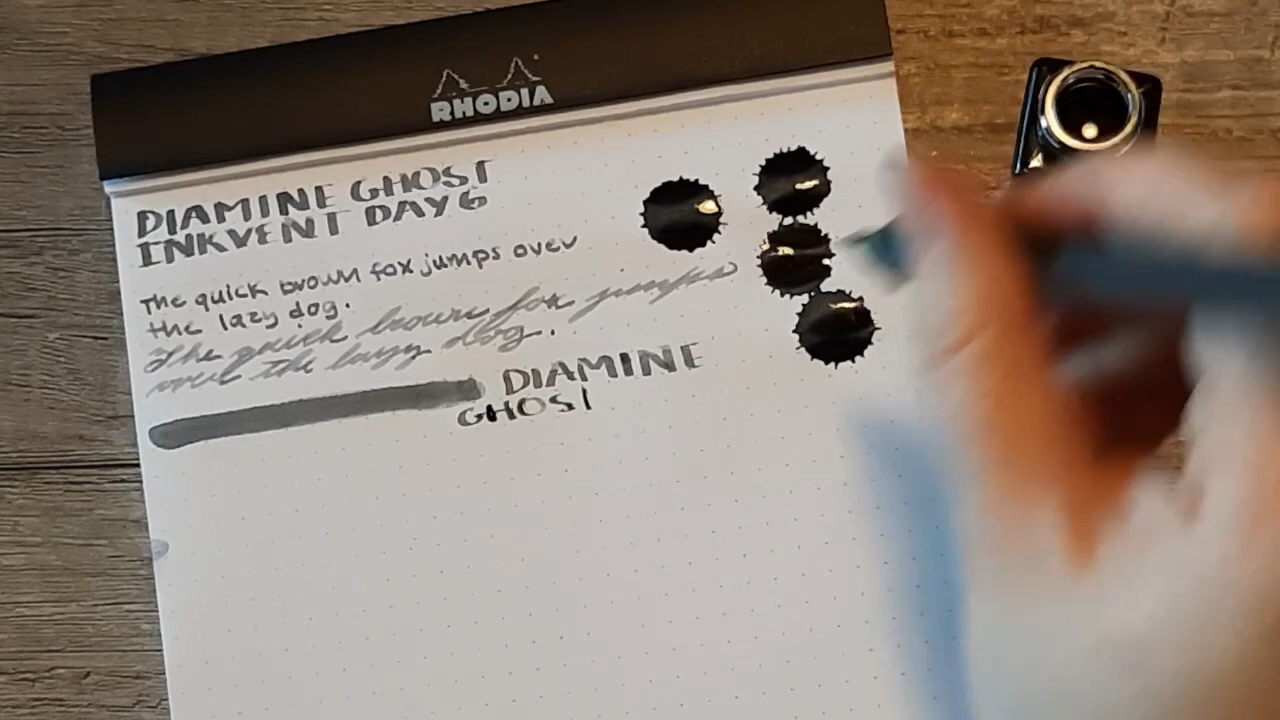 RHODIA
DIAMINE GHOST
INKVENT DAY 6
The quick brown fox jumps over
the lazy dog.
The quick brown fox jumps
over the lazy dog.
DIAMINE
GHOSI